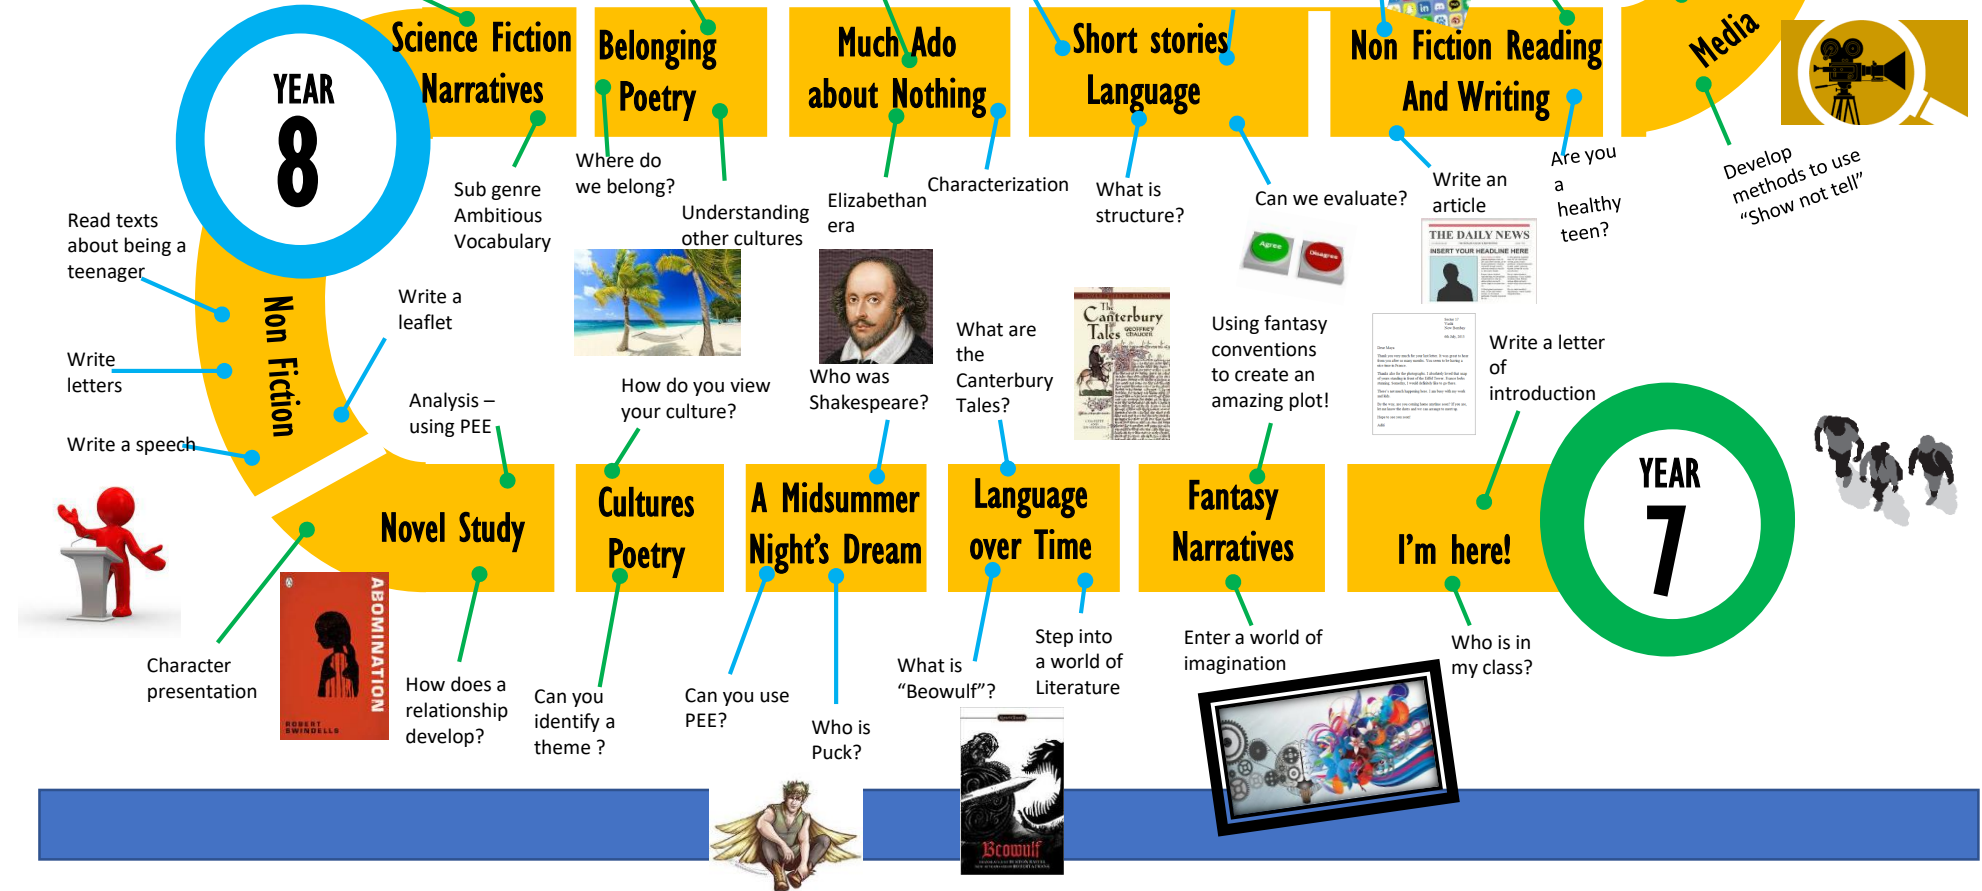 Science Fiction
Narratives
Belonging
Poetry
Much Ado
about Nothing
Short stories
Language
Non Fiction Reading
And Writing
Media
YEAR
8
Sub genre
Ambitious
Vocabulary
Where do
we belong?
Understanding
other cultures
Elizabethan
era
Characterization
What is
structure?
Can we evaluate?
Agree
Disagree
Write an
article
THE DAILY NEWS
INSERT YOUR HEADLINE HERE
Are you
a
healthy
teen?
Develop
methods to use
“Show not tell”
Read texts
about being a
teenager
Write
letters
Write a speech
Non Fiction
Write a
leaflet
Analysis –
using PEE
How do you view
your culture?
Who was
Shakespeare?
What are
the
Canterbury
Tales?
The
Canterbury
Tales
GEOFFREY
CHAUCER
Using fantasy
conventions
to create an
amazing plot!
Write a letter
of
introduction
Novel Study
Cultures
Poetry
A Midsummer
Night’s Dream
Language
over Time
Fantasy
Narratives
I’m here!
YEAR
7
Character
presentation
ABOMINATION
ROBERT
SWINDELLS
How does a
relationship
develop?
Can you
identify a
theme ?
Can you use
PEE?
Who is
Puck?
What is
“Beowulf”?
Beowulf
Step into
a world of
Literature
Enter a world of
imagination
Who is in
my class?